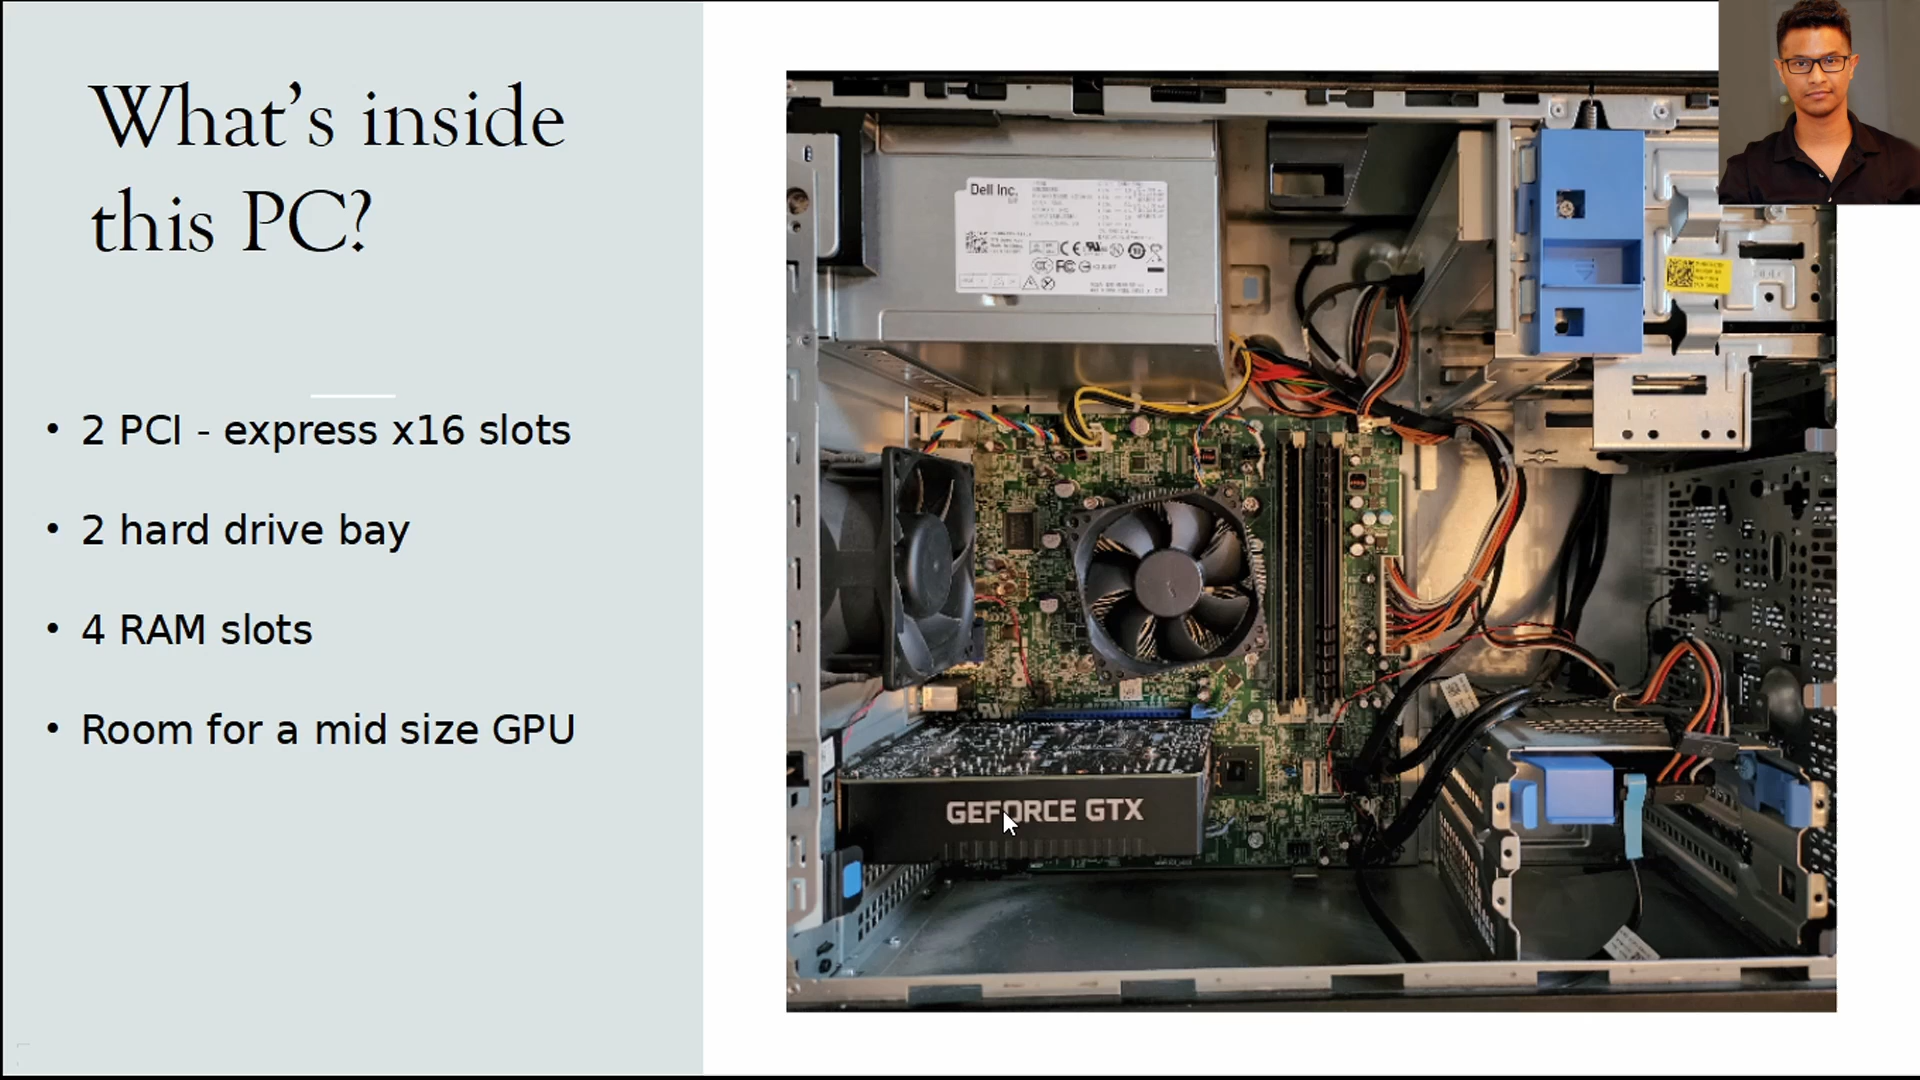 What’s inside
this PC?
• 2 PCI - express x16 slots
• 2 hard drive bay
• 4 RAM slots
• Room for a mid size GPU
Dell Inc.
GEFORCE GTX